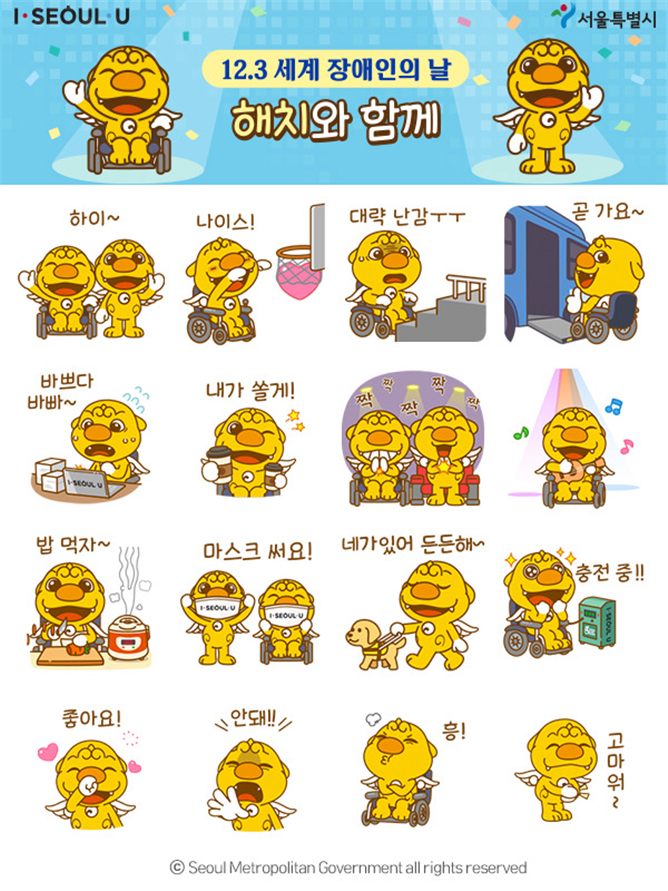 I·SEOUL·U
서울특별시
12.3 세계 장애인의 날
해치와 함께
하이~
나이스!
대략 난감ㅜㅜ
곧 가요~
바쁘다
바빠~
I·SEOUL·U
내가 쏠게!
짝
짝
짝
짝
짝
밥 먹자~
마스크 써요!
I·SEOUL·U
I·SEOUL·U
네가있어 든든해~
충전 중!!
I·SEOUL·U
좋아요!
안돼!!
흥!
고마워~
ⓒ Seoul Metropolitan Government all rights reserved